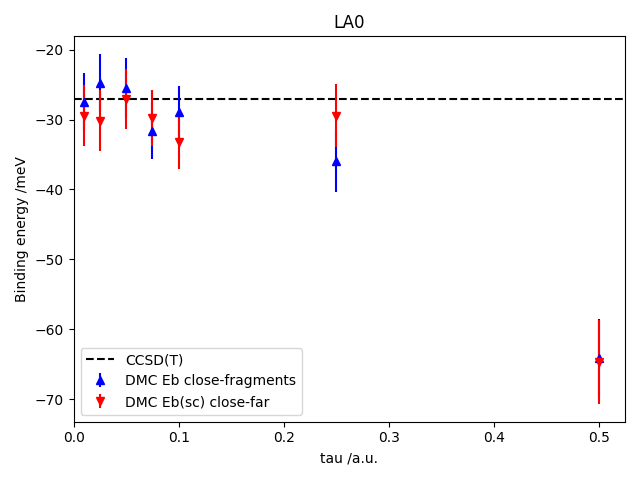 LA0
Binding energy /meV
−20
−30
−40
−50
−60
−70
CCSD(T)
DMC Eb close-fragments
DMC Eb(sc) close-far
0.0
0.1
0.2
0.3
0.4
0.5
tau /a.u.